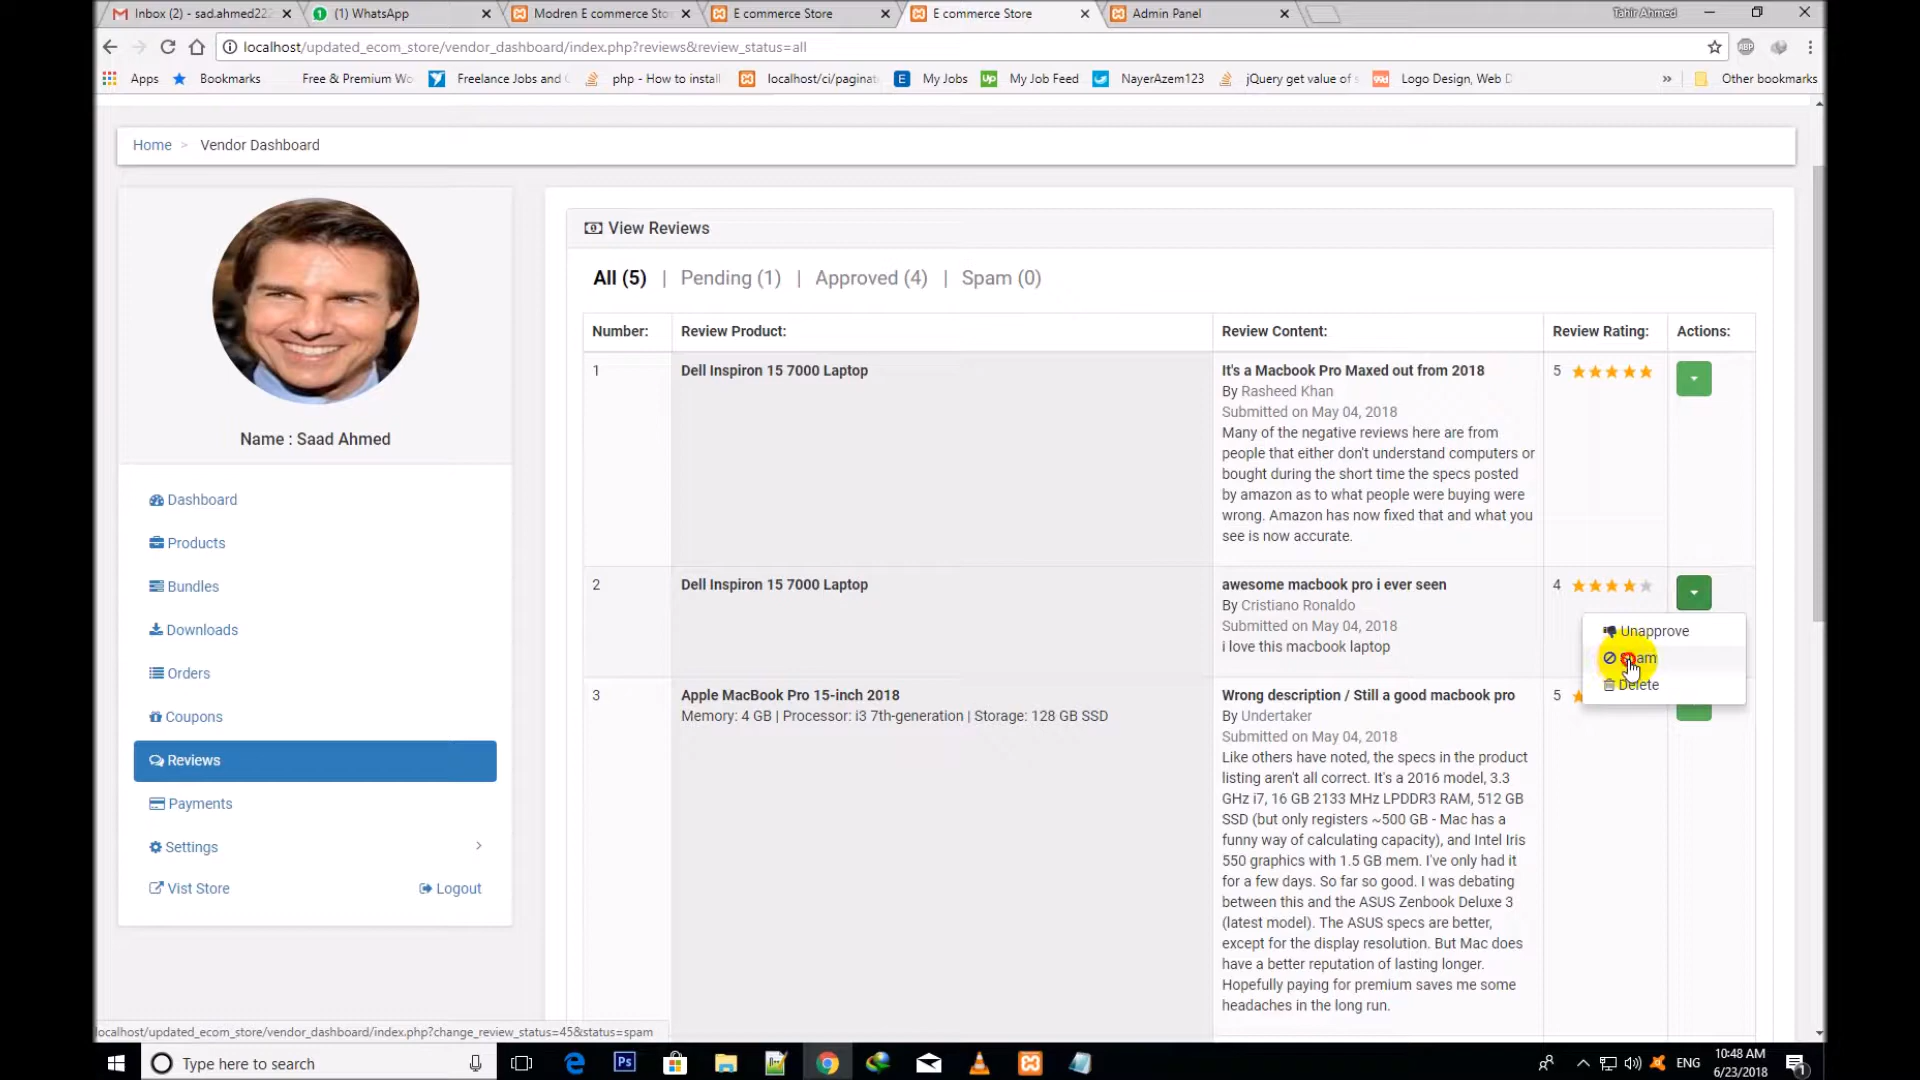 Inbox (2) - sad.ahmed222
(1) WhatsApp
Modren E commerce Sto
E commerce Store
E commerce Store
Admin Panel
Tahir Ahmed
localhost/updated_ecom_store/vendor_dashboard/index.php?reviews&review_status=all
ABP
Apps
Bookmarks
Free & Premium Wo
Freelance Jobs and
php - How to install
localhost/ci/paginat
My Jobs
My Job Feed
NayerAzem123
jQuery get value of
Logo Design, Web D
»
Other bookmarks
Home > Vendor Dashboard
Name : Saad Ahmed
Dashboard
Products
Bundles
Downloads
Orders
Coupons
Reviews
Payments
Settings
Vist Store
Logout
View Reviews
All (5) | Pending (1) | Approved (4) | Spam (0)
Number: Review Product: Review Content: Review Rating: Actions:
1 Dell Inspiron 15 7000 Laptop It's a Macbook Pro Maxed out from 2018 5
By Rasheed Khan
Submitted on May 04, 2018
Many of the negative reviews here are from
people that either don't understand computers or
bought during the short time the specs posted
by amazon as to what people were buying were
wrong. Amazon has now fixed that and what you
see is now accurate.
2 Dell Inspiron 15 7000 Laptop awesome macbook pro i ever seen 4
By Cristiano Ronaldo
Submitted on May 04, 2018
i love this macbook laptop
Unapprove
Spam
Delete
3 Apple MacBook Pro 15-inch 2018 Wrong description / Still a good macbook pro 5
Memory: 4 GB | Processor: i3 7th-generation | Storage: 128 GB SSD
By Undertaker
Submitted on May 04, 2018
Like others have noted, the specs in the product
listing aren't all correct. It's a 2016 model, 3.3
GHz i7, 16 GB 2133 MHz LPDDR3 RAM, 512 GB
SSD (but only registers ~500 GB - Mac has a
funny way of calculating capacity), and Intel Iris
550 graphics with 1.5 GB mem. I've only had it
for a few days. So far so good. I was debating
between this and the ASUS Zenbook Deluxe 3
(latest model). The ASUS specs are better,
except for the display resolution. But Mac does
have a better reputation of lasting longer.
Hopefully paying for premium saves me some
headaches in the long run.
localhost/updated_ecom_store/vendor_dashboard/index.php?change_review_status=45&status=spam
Type here to search
Ps
ENG
10:48 AM
6/23/2018
1